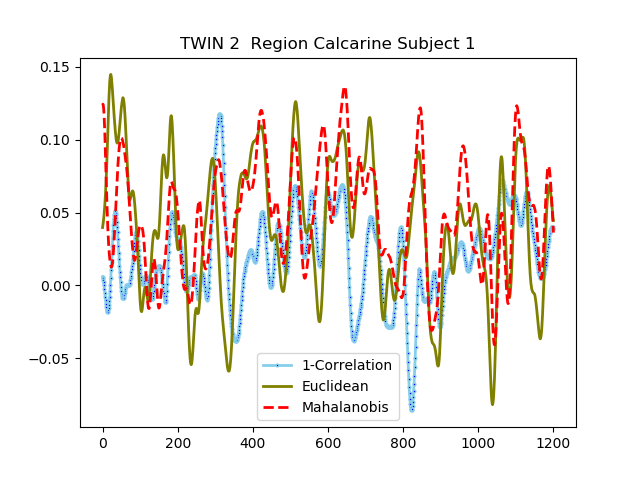 TWIN 2  Region Calcarine Subject 1
0.15
0.10
0.05
0.00
−0.05
0 200 400 600 800 1000 1200
1-Correlation
Euclidean
Mahalanobis